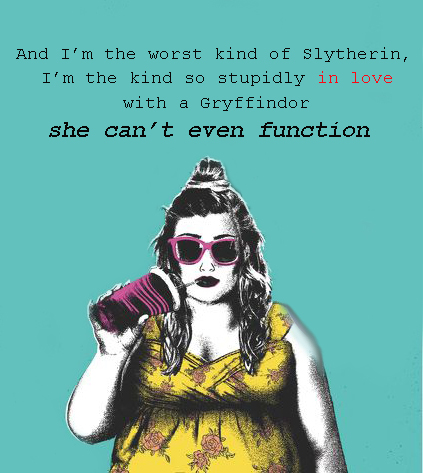 And I'm the worst kind of Slytherin,
I'm the kind so stupidly in love
with a Gryffindor
she can't even function